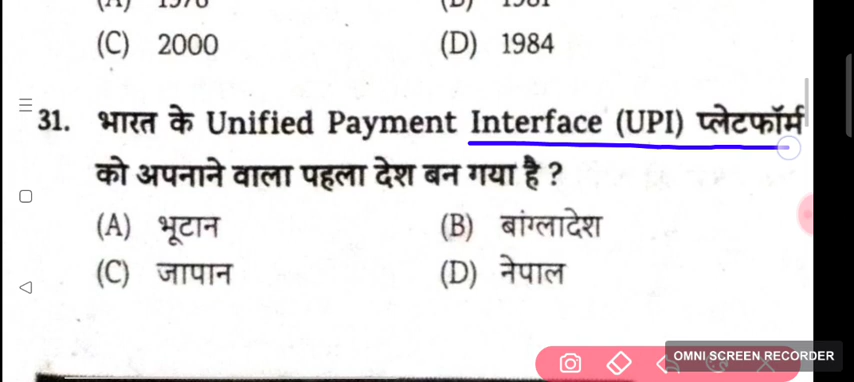 (C) 2000 (D) 1984
31. भारत के Unified Payment Interface (UPI) प्लेटफॉर्म
को अपनाने वाला पहला देश बन गया है ?
(A) भूटान (B) बांग्लादेश
(C) जापान (D) नेपाल
OMNI SCREEN RECORDER